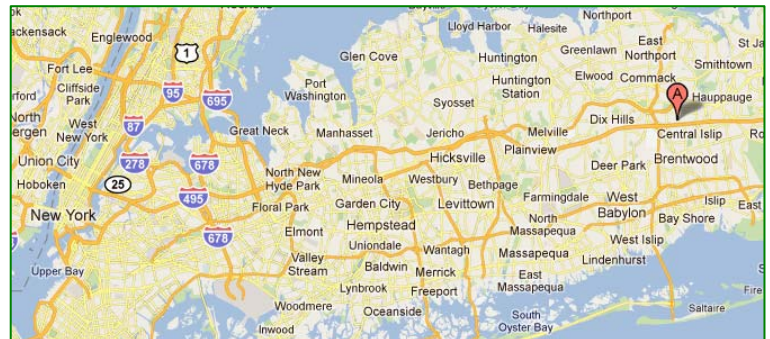 Northport
Lloyd Harbor
Halesite
Englewood
ackensack
1
Glen Cove
Huntington
Greenlawn
East
Northport
St Ja
Fort Lee
Port
Washington
Huntington
Station
Elwood
Commack
Smithtown
Cliffside
Park
95
695
Syosset
A
Hauppauge
North
ergen
West
New York
87
Great Neck
Manhasset
Jericho
Melville
Dix Hills
Central Islip
Ro
Union City
278
678
Hicksville
Plainview
Deer Park
Brentwood
Hoboken
25
495
North New
Hyde Park
Mineola
Westbury
Bethpage
New York
Floral Park
Garden City
Levittown
Farmingdale
West
Babylon
Islip
East
678
Elmont
Hempstead
North
Massapequa
Bay Shore
Uniondale
Wantagh
Massapequa
West Islip
Upper Bay
Valley
Stream
Baldwin
Merrick
East
Massapequa
Lindenhurst
Lynbrook
Freeport
Fire
Woodmere
Oceanside
South
Oyster Bay
Saltaire
Inwood